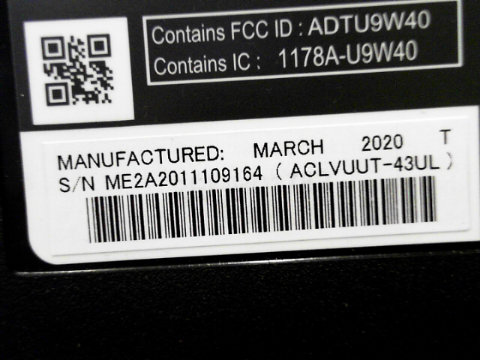 Contains FCC ID : ADTU9W40
Contains IC : 1178A-U9W40
MANUFACTURED: MARCH 2020 T
S/N ME2A2011109164 ( ACLVUUT-43UL )